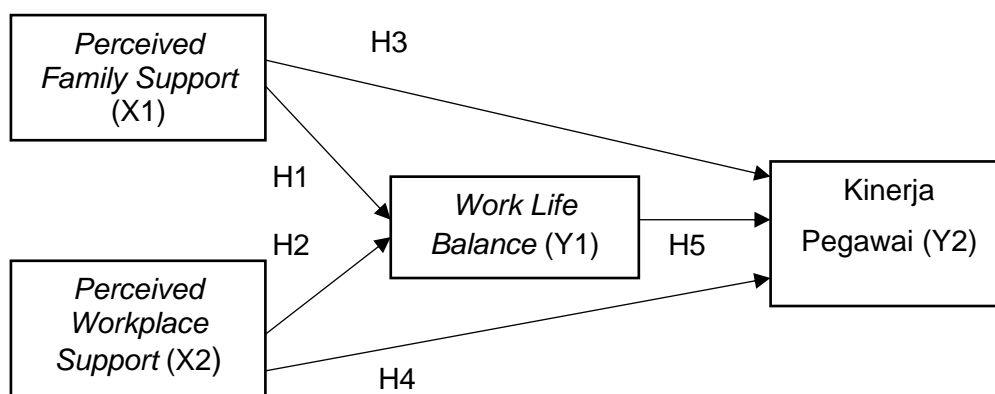 Perceived
Family Support
(X1)
H3
H1
Work Life
Balance (Y1)
Kinerja
Pegawai (Y2)
H2
H5
Perceived
Workplace
Support (X2)
H4